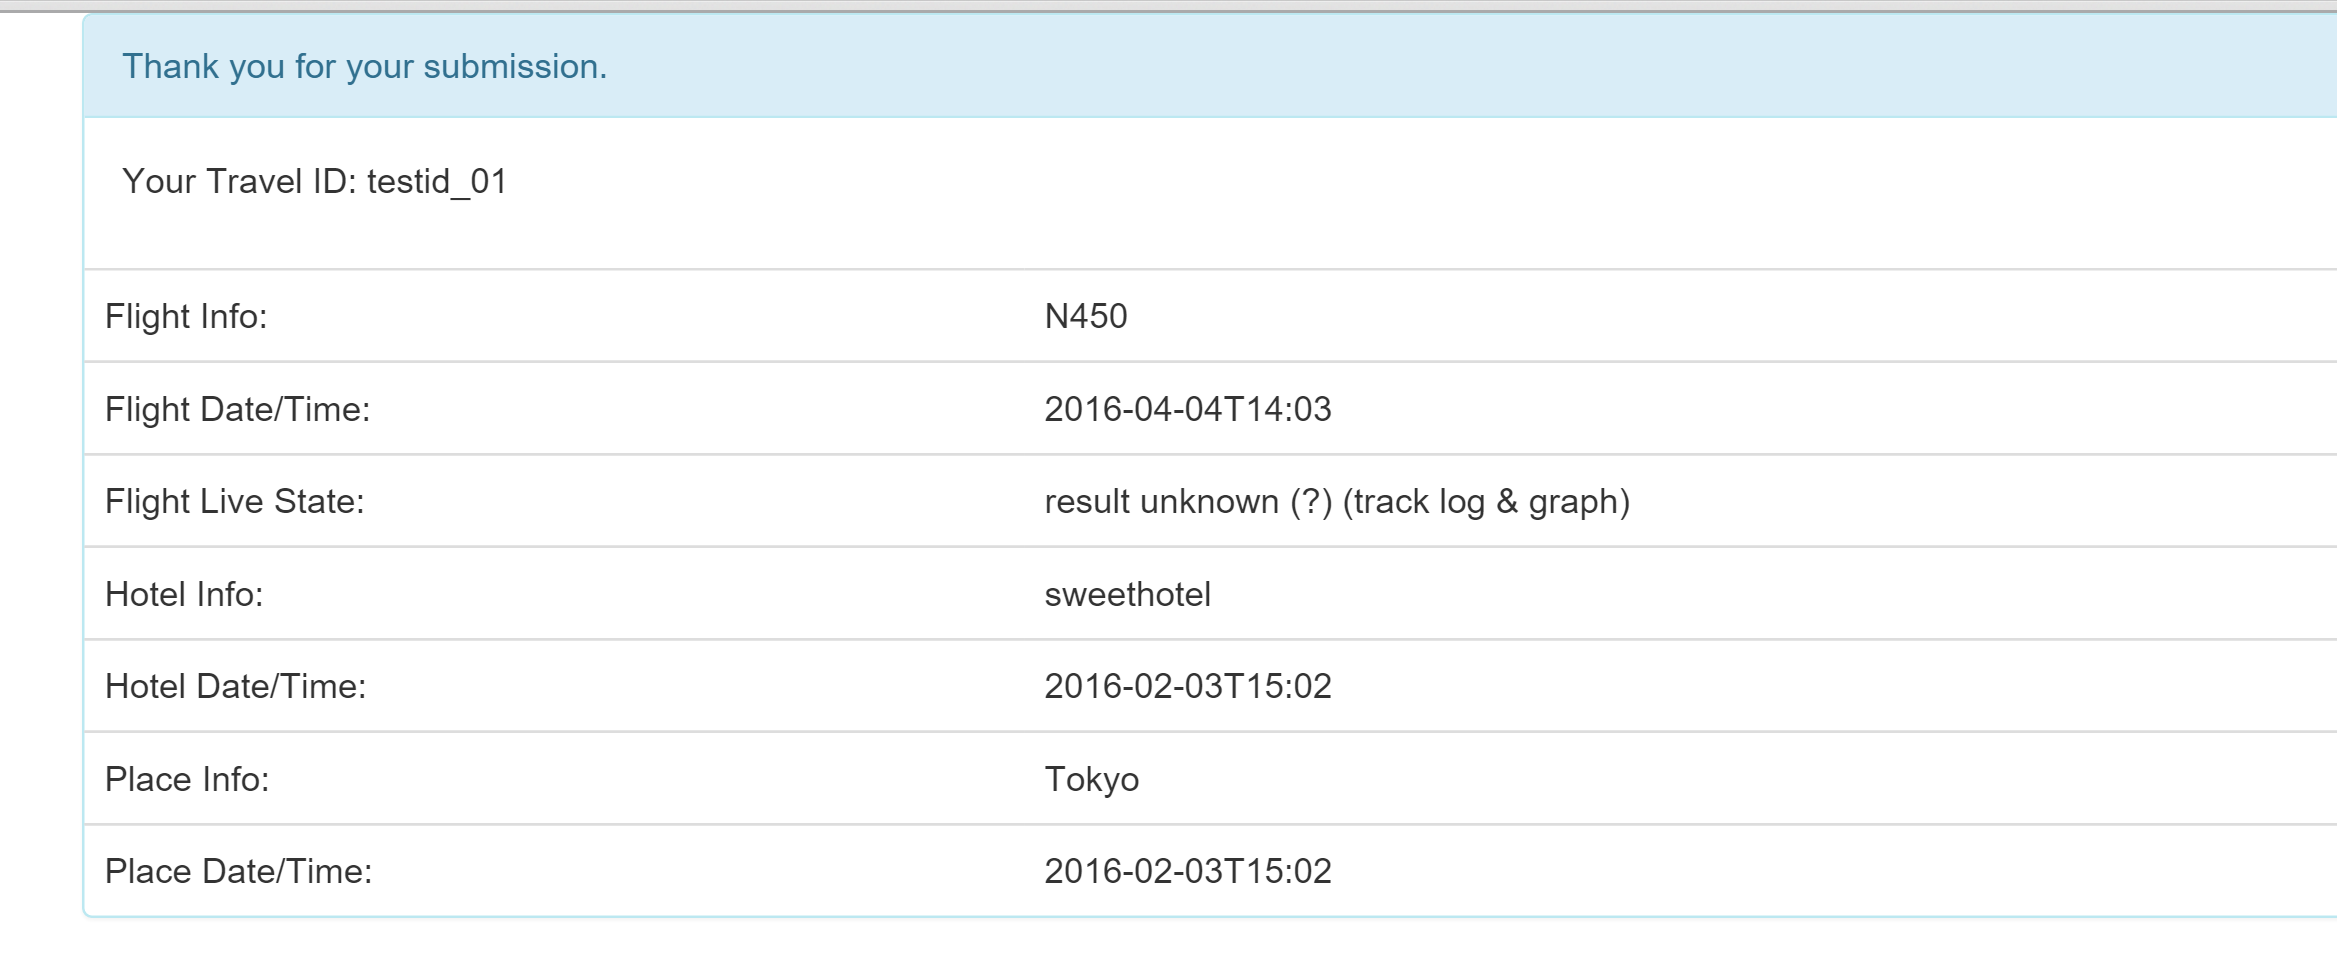 Thank you for your submission.
Your Travel ID: testid_01
Flight Info: N450
Flight Date/Time: 2016-04-04T14:03
Flight Live State: result unknown (?) (track log & graph)
Hotel Info: sweethotel
Hotel Date/Time: 2016-02-03T15:02
Place Info: Tokyo
Place Date/Time: 2016-02-03T15:02